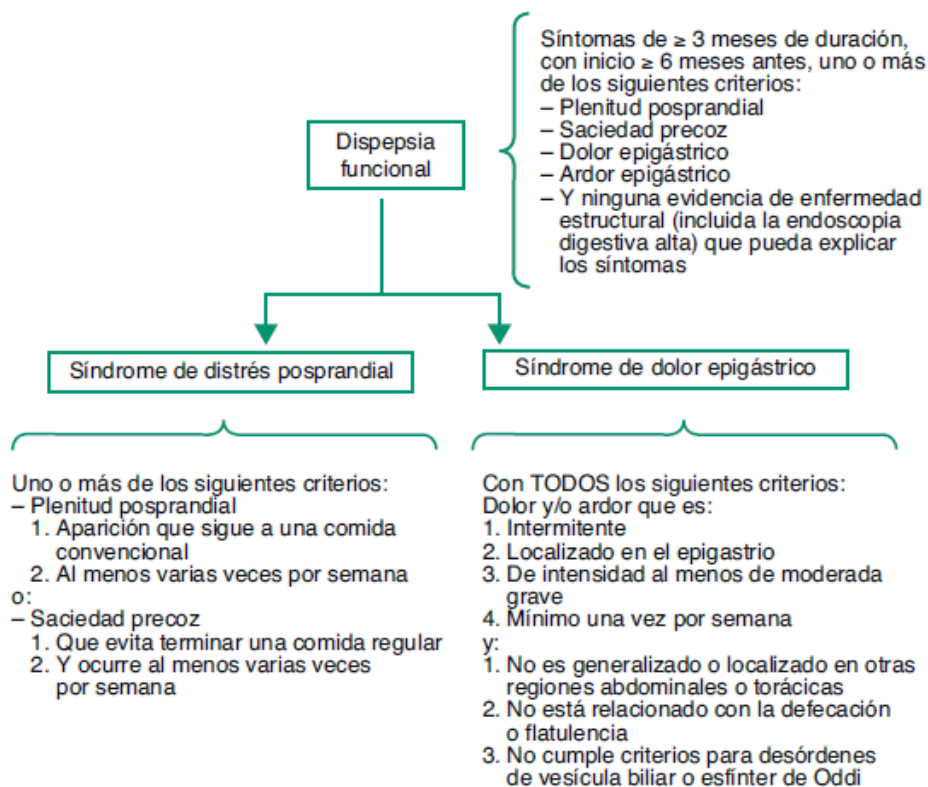 Síntomas de ≥ 3 meses de duración,
con inicio ≥ 6 meses antes, uno o más
de los siguientes criterios:
– Plenitud posprandial
– Saciedad precoz
– Dolor epigástrico
– Ardor epigástrico
– Y ninguna evidencia de enfermedad
estructural (incluida la endoscopia
digestiva alta) que pueda explicar
los síntomas
Dispepsia
funcional
Síndrome de distrés posprandial
Síndrome de dolor epigástrico
Uno o más de los siguientes criterios:
– Plenitud posprandial
1. Aparición que sigue a una comida
convencional
2. Al menos varias veces por semana
o:
– Saciedad precoz
1. Que evita terminar una comida regular
2. Y ocurre al menos varias veces
por semana
Con TODOS los siguientes criterios:
Dolor y/o ardor que es:
1. Intermitente
2. Localizado en el epigastrio
3. De intensidad al menos de moderada
grave
4. Mínimo una vez por semana
y:
1. No es generalizado o localizado en otras
regiones abdominales o torácicas
2. No está relacionado con la defecación
o flatulencia
3. No cumple criterios para desórdenes
de vesícula biliar o esfínter de Oddi